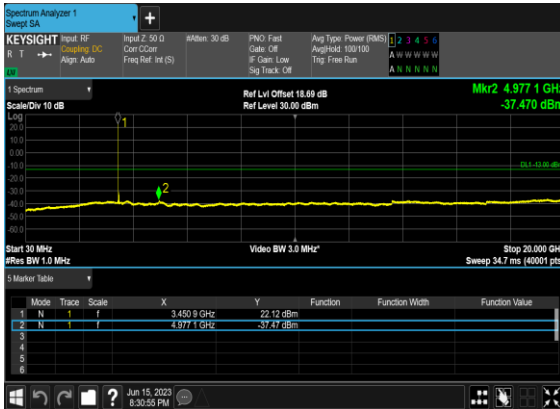 Spectrum Analyzer 1
Swept SA
+
KEYSIGHT Input: RF Input Z: 50 Ω #Atten: 30 dB PNO: Fast Avg Type: Power (RMS) 1 2 3 4 5 6
R T Coupling: DC Corr CCorr Gate: Off Avg|Hold: 100/100 A W W W W W
Align: Auto Freq Ref: Int (S) IF Gain: Low Trig: Free Run
Sig Track: Off A N N N N N
1 Spectrum Ref Lvl Offset 18.69 dB Mkr2 4.977 1 GHz
Scale/Div 10 dB Ref Level 30.00 dBm -37.470 dBm
Log
20.0
10.0
0.00
-10.0
-20.0
-30.0
-40.0
-50.0
-60.0
1
2
DL1 -13.00 dBm
Start 30 MHz Video BW 3.0 MHz* Stop 20.000 GH
#Res BW 1.0 MHz Sweep 34.7 ms (40001 pts
5 Marker Table
Mode Trace Scale X Y Function Function Width Function Value
1 N 1 f 3.450 9 GHz 22.12 dBm
2 N 1 f 4.977 1 GHz -37.47 dBm
3
4
5
6
? Jun 15, 2023
8:30:55 PM